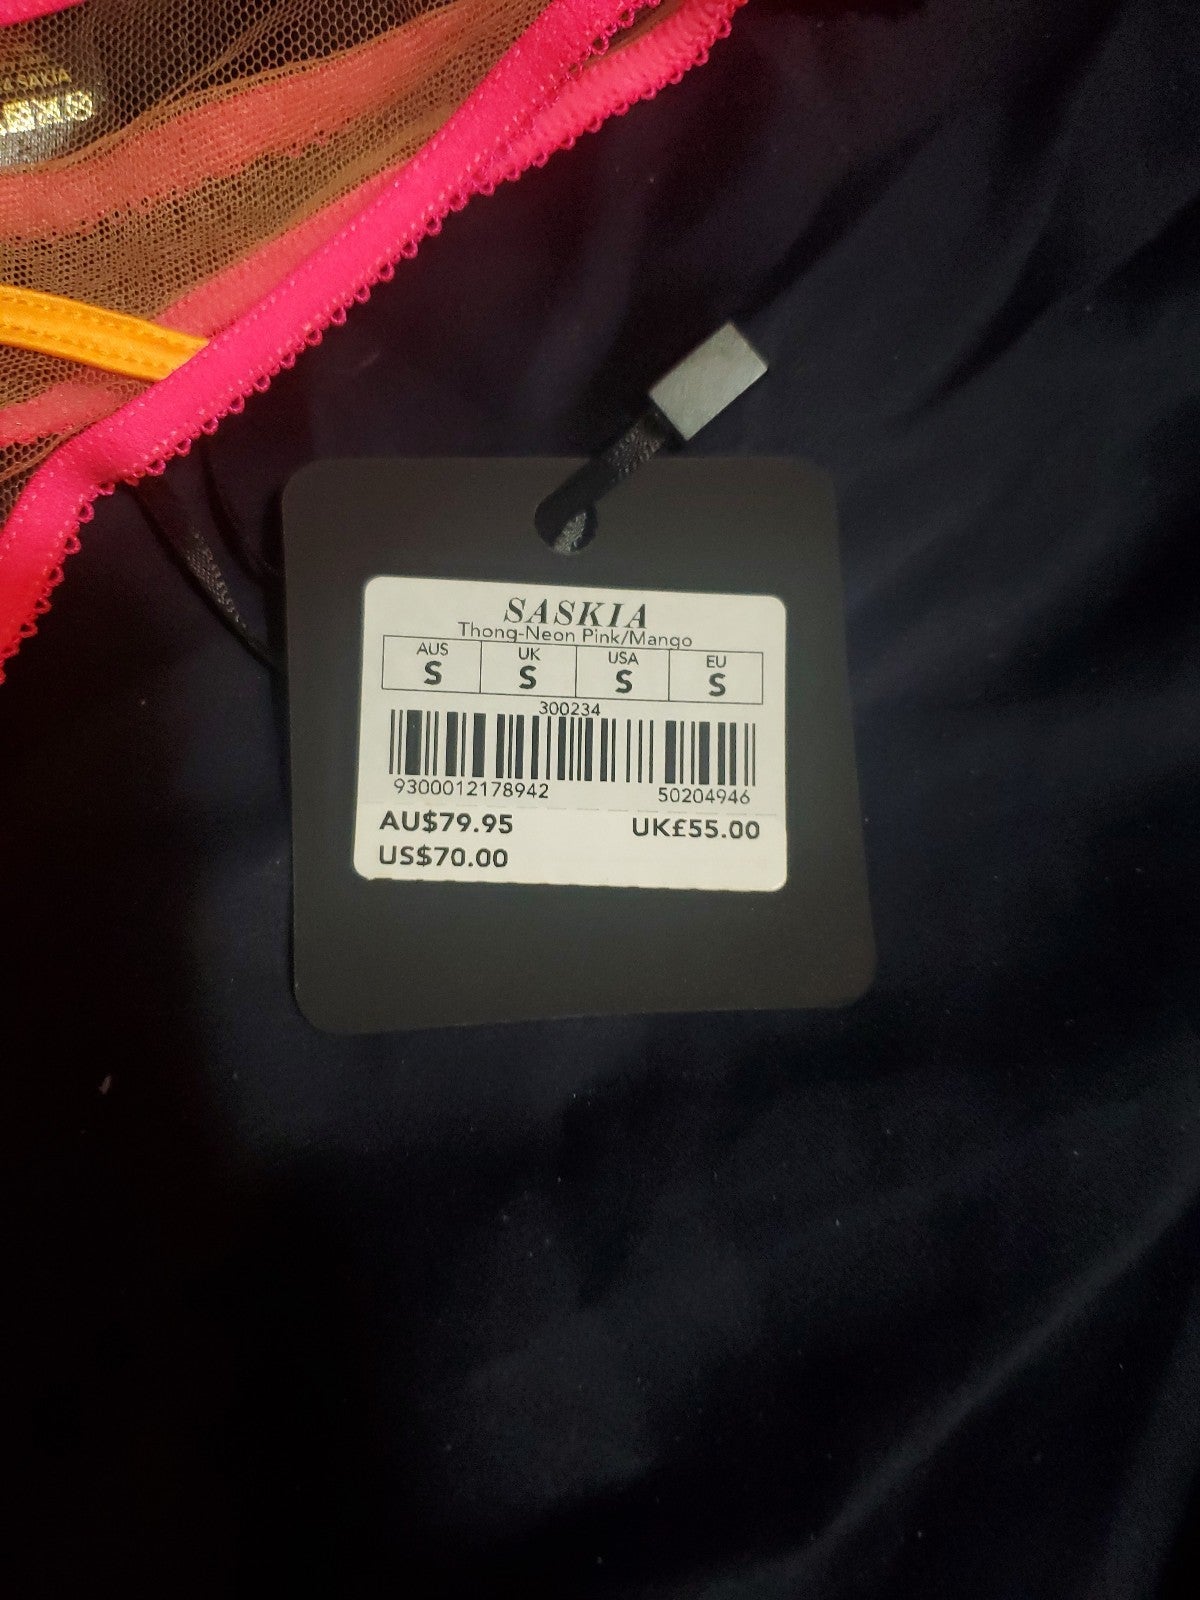 & SAKIA
SASKIA
Thong-Neon Pink/Mango
AUS UK USA EU
S S S S
300234
9300012178942 50204946
AU$79.95 UK£55.00
US$70.00